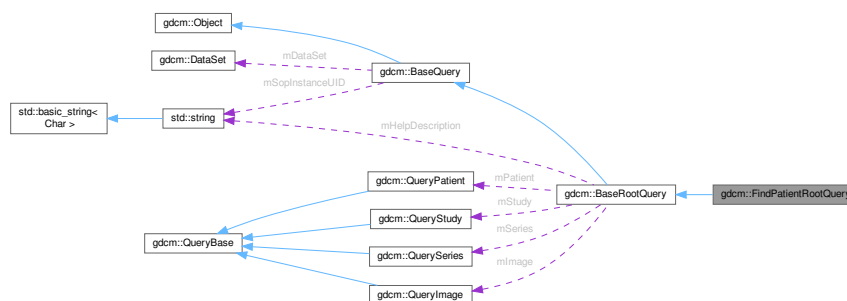 gdcm::Object
gdcm::DataSet
mDataSet
gdcm::BaseQuery
mSopInstanceUID
std::basic_string<
Char >
std::string
mHelpDescription
gdcm::QueryPatient
mPatient
gdcm::BaseRootQuery
gdcm::FindPatientRootQuery
mStudy
gdcm::QueryStudy
mSeries
gdcm::QueryBase
gdcm::QuerySeries
mImage
gdcm::QueryImage